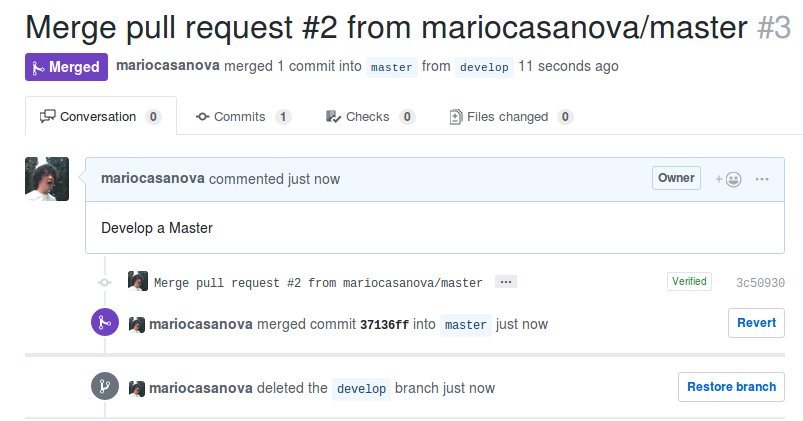 Merge pull request #2 from mariocasanova/master #3
Merged mariocasanova merged 1 commit into master from develop 11 seconds ago
Conversation 0 Commits 1 Checks 0 Files changed 0
mariocasanova commented just now Owner
Develop a Master
Merge pull request #2 from mariocasanova/master ... Verified 3c50930
mariocasanova merged commit 37136ff into master just now Revert
mariocasanova deleted the develop branch just now Restore branch